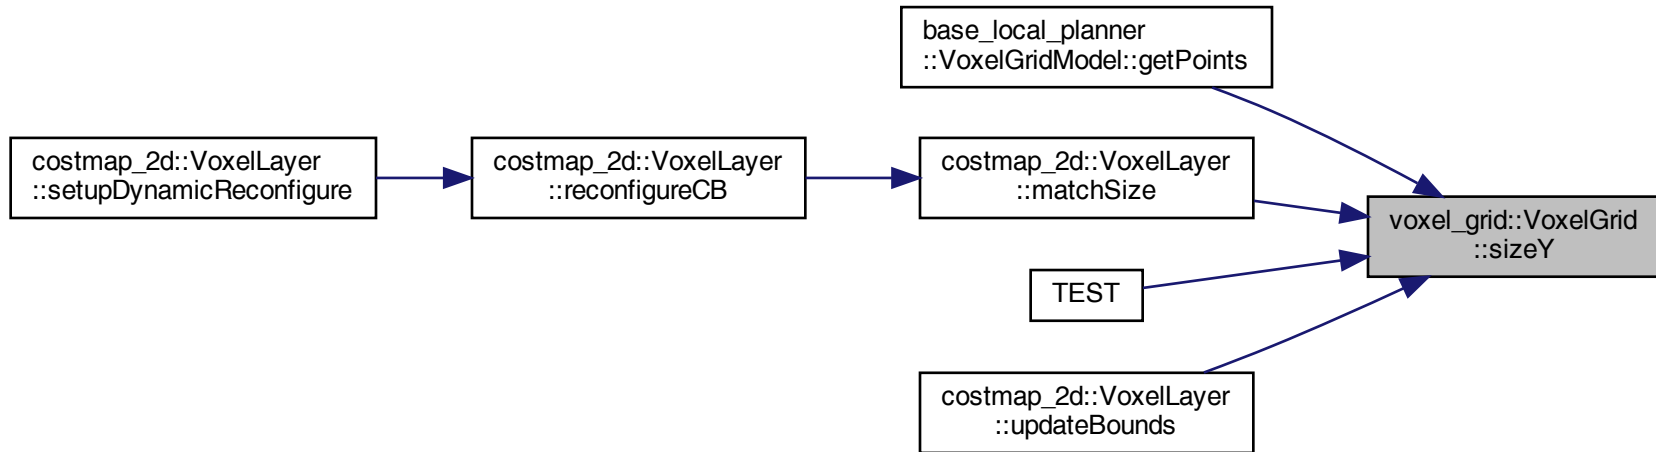 base_local_planner
::VoxelGridModel::getPoints
costmap_2d::VoxelLayer
::setupDynamicReconfigure
costmap_2d::VoxelLayer
::reconfigureCB
costmap_2d::VoxelLayer
::matchSize
voxel_grid::VoxelGrid
::sizeY
TEST
costmap_2d::VoxelLayer
::updateBounds